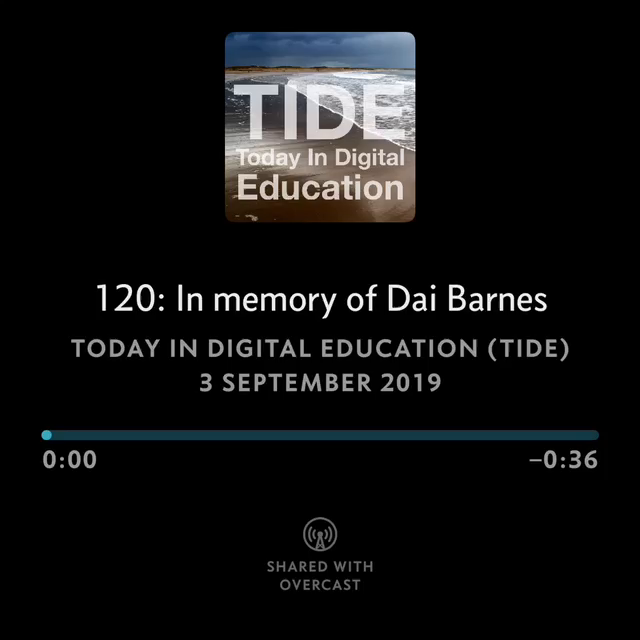 TIDE
Today In Digital
Education
120: In memory of Dai Barnes
TODAY IN DIGITAL EDUCATION (TIDE)
3 SEPTEMBER 2019
0:00
−0:36
SHARED WITH
OVERCAST